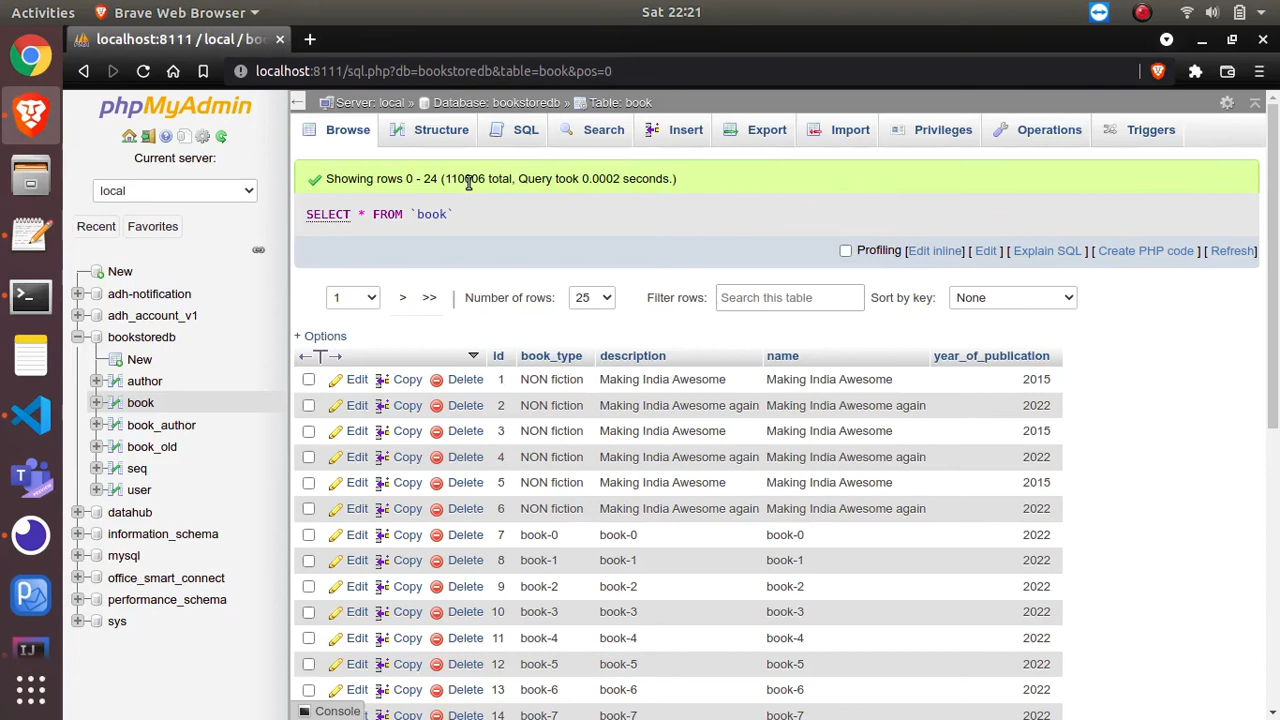 Activities Brave Web Browser Sat 22:21
localhost:8111 / local / bo
localhost:8111/sql.php?db=bookstoredb&table=book&pos=0
phpMyAdmin
Current server:
local
Recent Favorites
New
adh-notification
adh_account_v1
bookstoredb
New
author
book
book_author
book_old
seq
user
datahub
information_schema
mysql
office_smart_connect
performance_schema
sys
Server: local » Database: bookstoredb » Table: book
Browse Structure SQL Search Insert Export Import Privileges Operations Triggers
Showing rows 0 - 24 (110006 total, Query took 0.0002 seconds.)
SELECT * FROM `book`
Profiling [Edit inline] [ Edit ] [ Explain SQL ] [ Create PHP code ] [ Refresh]
1 > >> Number of rows: 25 Filter rows: Search this table Sort by key: None
+ Options
←T→ Id book_type description name year_of_publication
Edit Copy Delete 1 NON fiction Making India Awesome Making India Awesome 2015
Edit Copy Delete 2 NON fiction Making India Awesome again Making India Awesome again 2022
Edit Copy Delete 3 NON fiction Making India Awesome Making India Awesome 2015
Edit Copy Delete 4 NON fiction Making India Awesome again Making India Awesome again 2022
Edit Copy Delete 5 NON fiction Making India Awesome Making India Awesome 2015
Edit Copy Delete 6 NON fiction Making India Awesome again Making India Awesome again 2022
Edit Copy Delete 7 book-0 book-0 book-0 2022
Edit Copy Delete 8 book-1 book-1 book-1 2022
Edit Copy Delete 9 book-2 book-2 book-2 2022
Edit Copy Delete 10 book-3 book-3 book-3 2022
Edit Copy Delete 11 book-4 book-4 book-4 2022
Edit Copy Delete 12 book-5 book-5 book-5 2022
Edit Copy Delete 13 book-6 book-6 book-6 2022
Edit Copy Delete 14 book-7 book-7 book-7 2022
Console